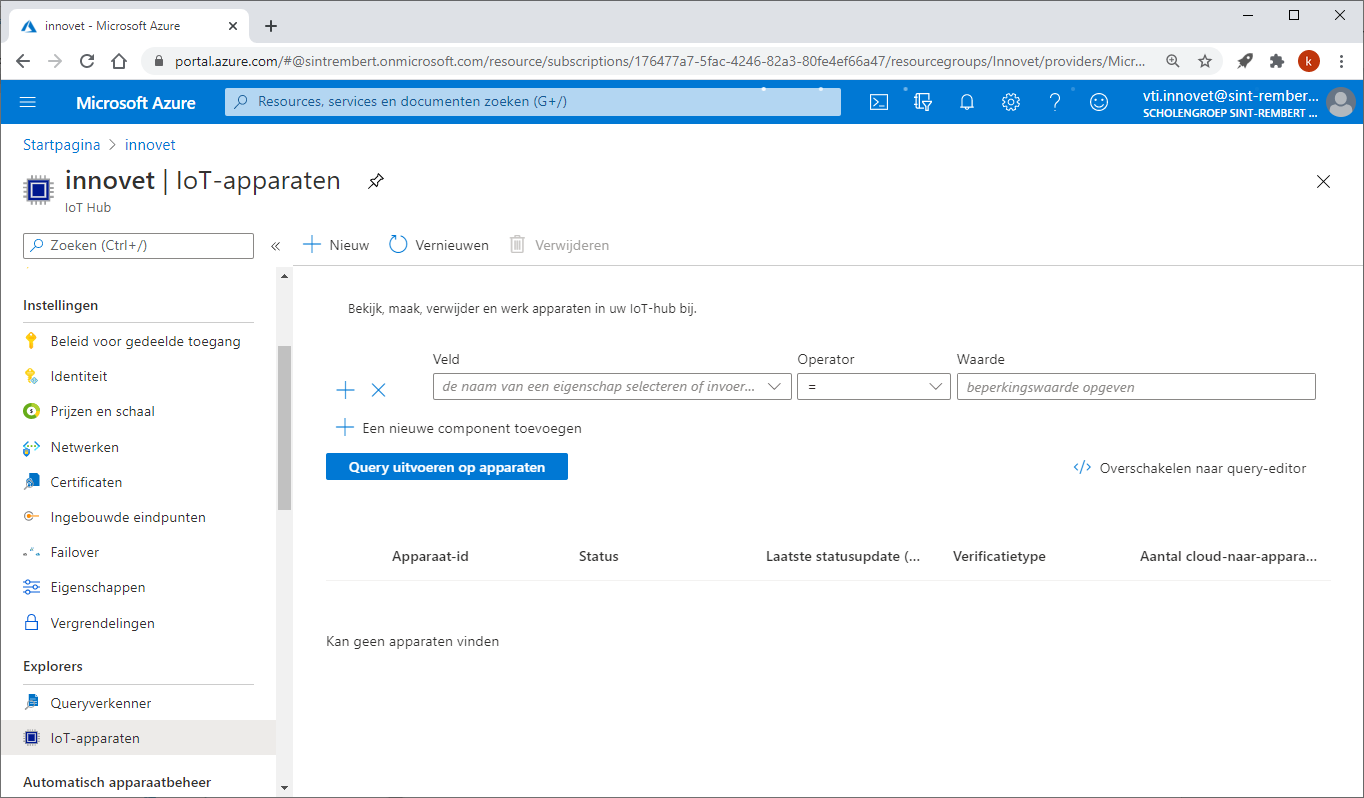 innovet - Microsoft Azure
portal.azure.com/#@sintrembert.onmicrosoft.com/resource/subscriptions/176477a7-5fac-4246-82a3-80fe4ef66a47/resourcegroups/Innovet/providers/Micr...
k
Microsoft Azure
Resources, services en documenten zoeken (G+/)
vti.innovet@sint-rember...
SCHOLENGROEP SINT-REMBERT ...
Startpagina > innovet
innovet | IoT-apparaten
IoT Hub
Zoeken (Ctrl+/)
«
Nieuw
Vernieuwen
Verwijderen
Instellingen
Beleid voor gedeelde toegang
Identiteit
Prijzen en schaal
Netwerken
Certificaten
Ingebouwde eindpunten
Failover
Eigenschappen
Vergrendelingen
Explorers
Queryverkenner
IoT-apparaten
Automatisch apparaatbeheer
Bekijk, maak, verwijder en werk apparaten in uw IoT-hub bij.
Veld
Operator
Waarde
de naam van een eigenschap selecteren of invoer...
=
beperkingswaarde opgeven
Een nieuwe component toevoegen
Query uitvoeren op apparaten
</> Overschakelen naar query-editor
Apparaat-id
Status
Laatste statusupdate (...
Verificatietype
Aantal cloud-naar-appara...
Kan geen apparaten vinden